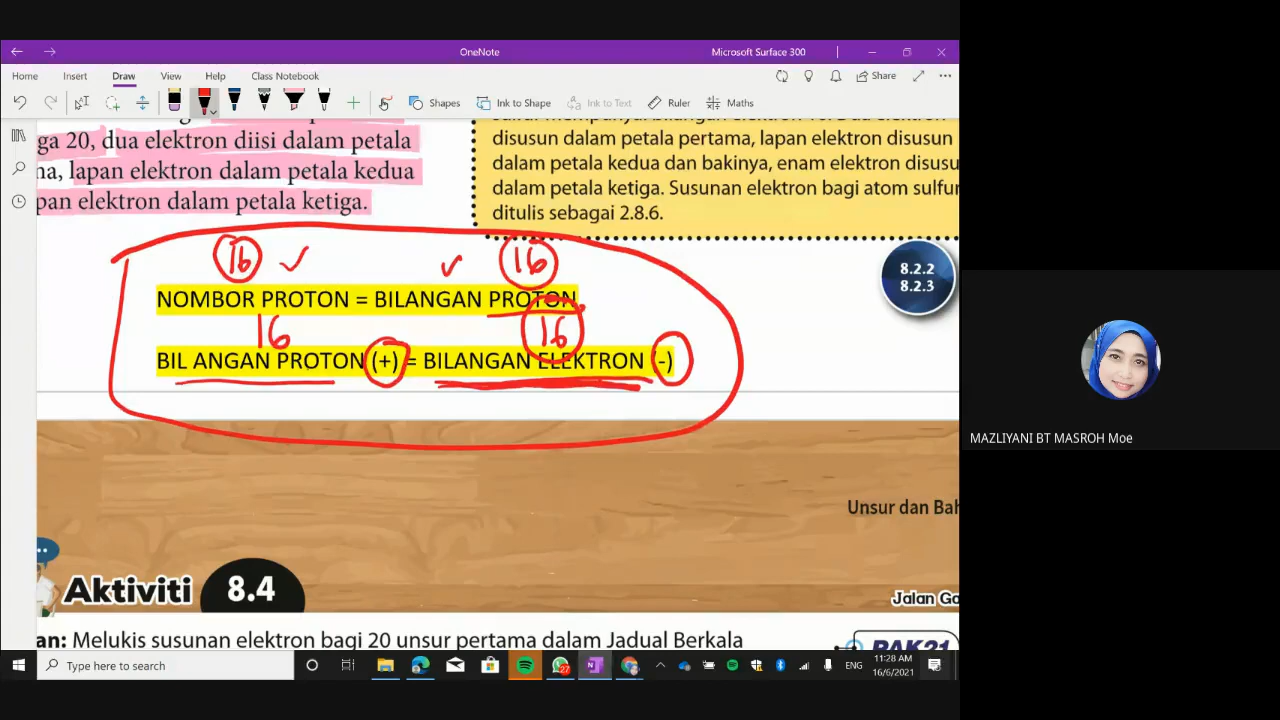 OneNote
Microsoft Surface 300
Home Insert Draw View Help Class Notebook
Share
Shapes Ink to Shape Ink to Text Ruler Maths
ga 20, dua elektron diisi dalam petala
na, lapan elektron dalam petala kedua
pan elektron dalam petala ketiga.
disusun dalam petala pertama, lapan elektron disusun
dalam petala kedua dan bakinya, enam elektron disusu
dalam petala ketiga. Susunan elektron bagi atom sulfur
ditulis sebagai 2.8.6.
16 16
NOMBOR PROTON = BILANGAN PROTON
16 16
BIL ANGAN PROTON (+) = BILANGAN ELEKTRON (-)
8.2.2
8.2.3
MAZLIYANI BT MASROH Moe
Unsur dan Bah
Aktiviti 8.4
Jalan Ga
an: Melukis susunan elektron bagi 20 unsur pertama dalam Jadual Berkala
PAK21
Type here to search
27
ENG
11:28 AM
16/6/2021